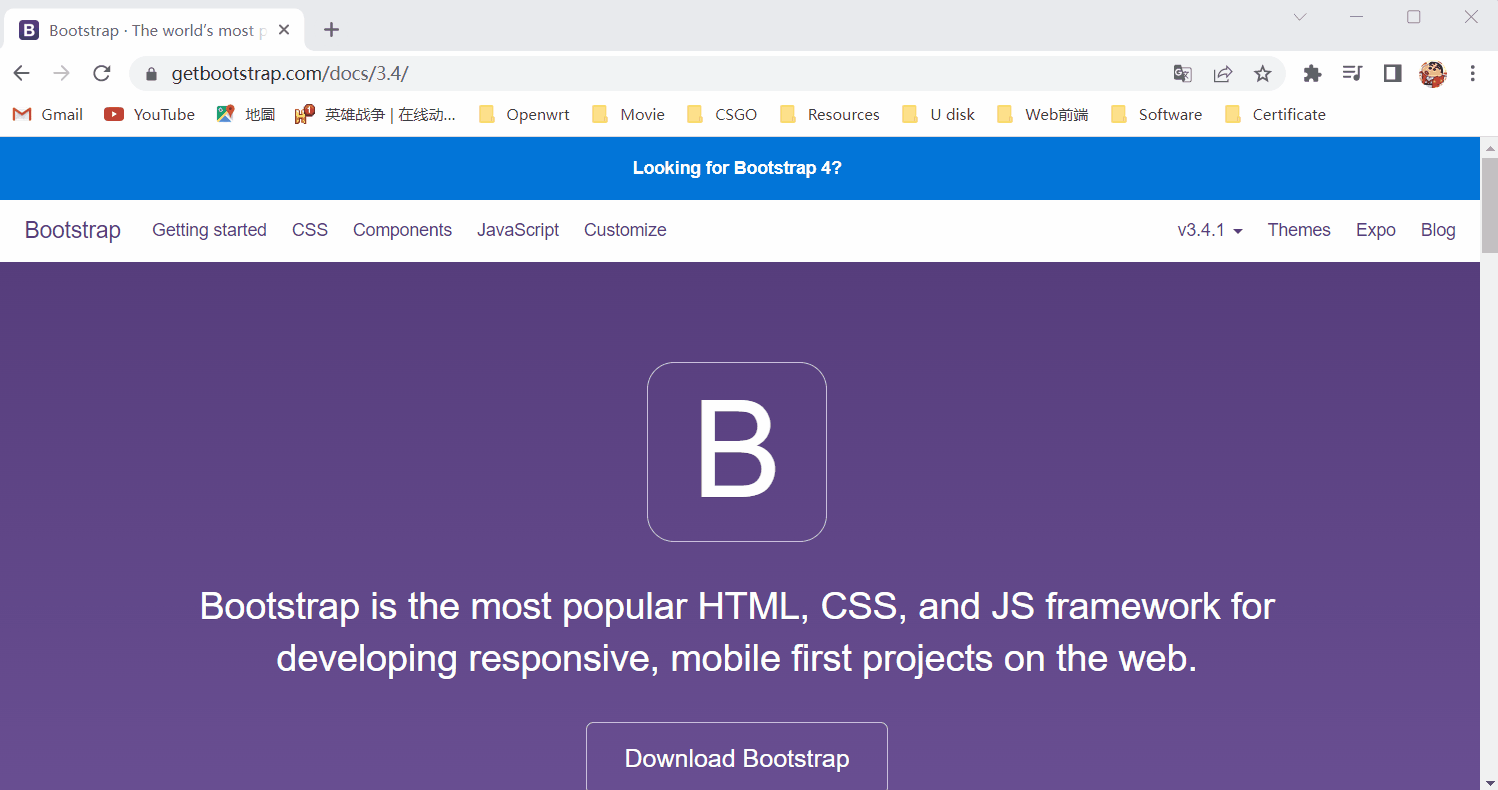 B Bootstrap · The world's most p
getbootstrap.com/docs/3.4/
Gmail YouTube 地圖 1 英雄战争 | 在线动... Openwrt Movie CSGO Resources U disk Web前端 Software Certificate
Looking for Bootstrap 4?
Bootstrap Getting started CSS Components JavaScript Customize v3.4.1 Themes Expo Blog
B
Bootstrap is the most popular HTML, CSS, and JS framework for
developing responsive, mobile first projects on the web.
Download Bootstrap